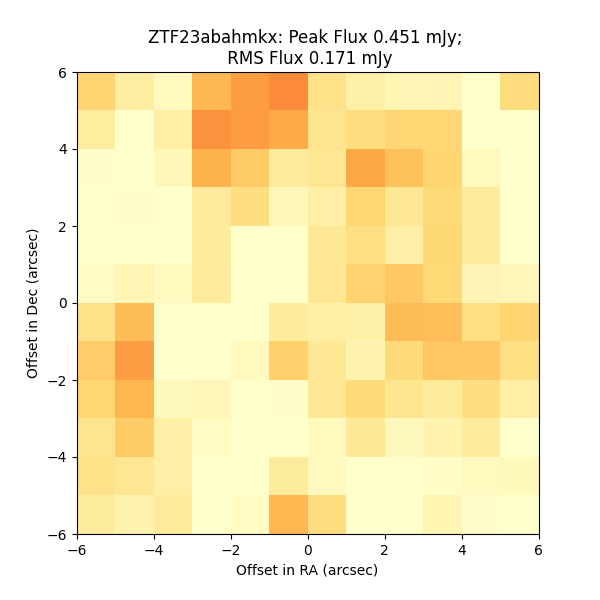 ZTF23abahmkx: Peak Flux 0.451 mJy;
RMS Flux 0.171 mJy
6
4
2
0
−2
−4
−6
Offset in Dec (arcsec)
−6 −4 −2 0 2 4 6
Offset in RA (arcsec)